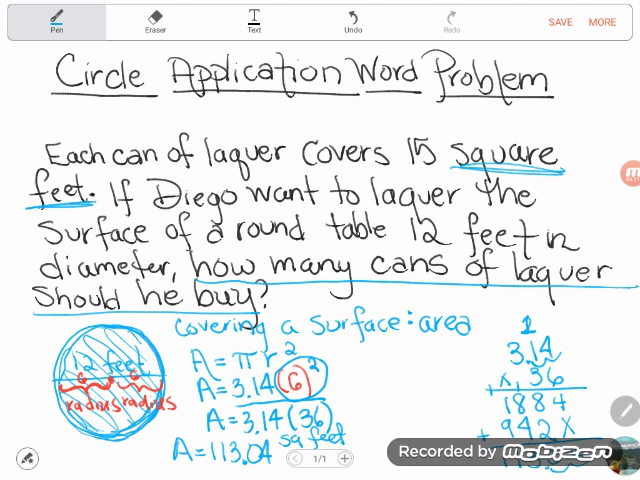 Pen
Eraser
Text
Undo
Redo
SAVE
MORE
Circle Application Word Problem
Each can of laquer covers 15 square
feet. If Diego want to laquer the
surface of a round table 12 feet in
diameter, how many cans of laquer
should he buy?
12 feet
6 6
radius radius
covering a surface: area
A = πr²
A = 3.14(6)²
A = 3.14(36)
A = 113.04 sq feet
1
3.14
x 36
1884
+ 942X
1/1
Recorded by
mobizen